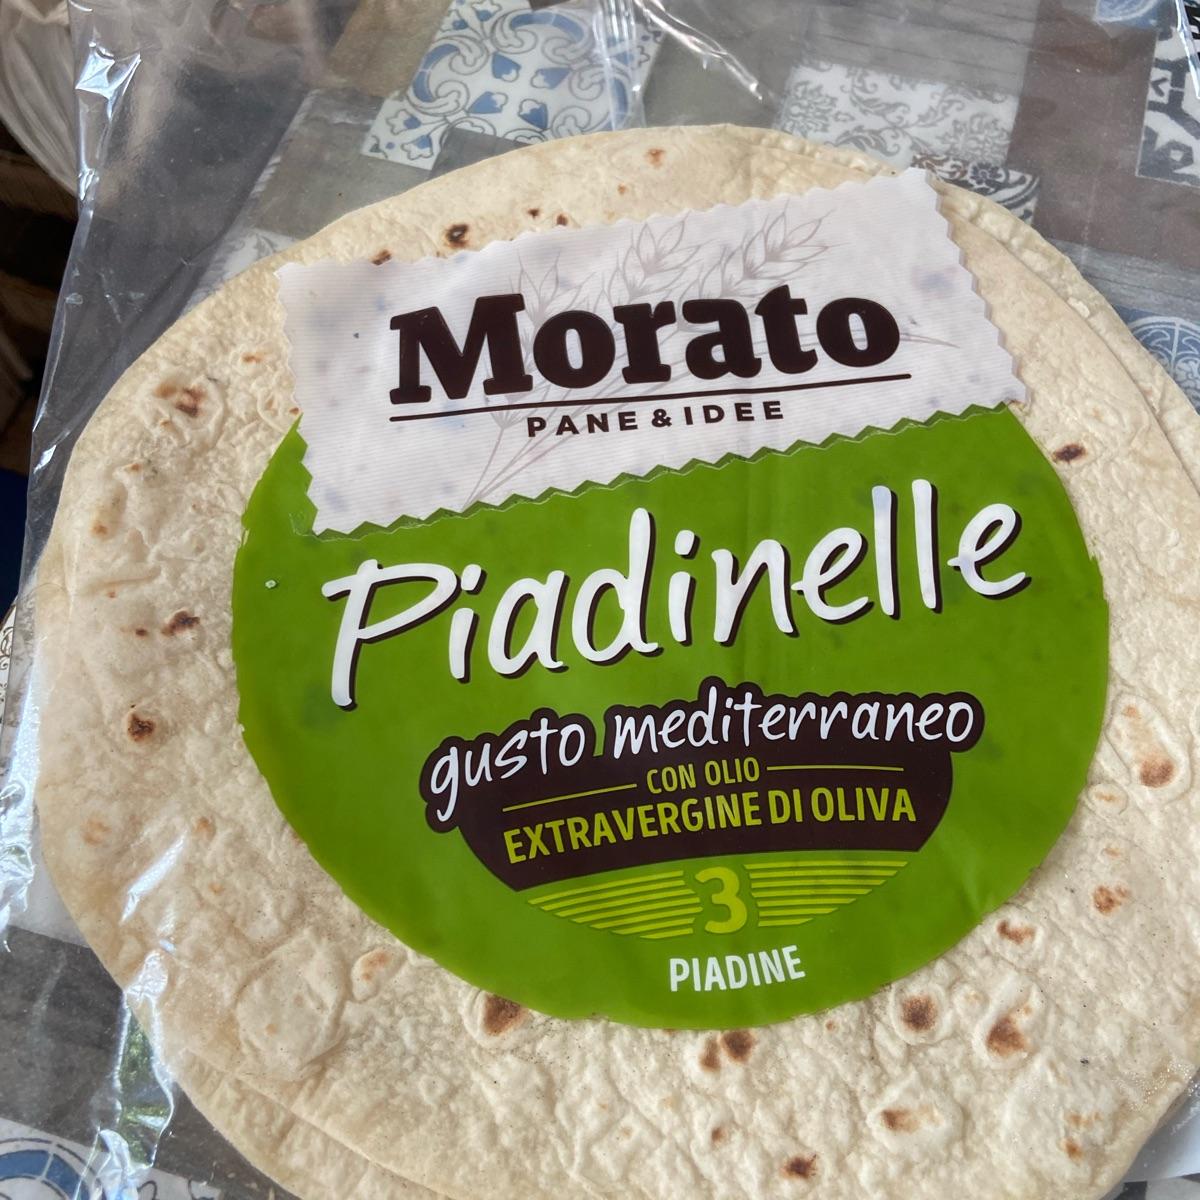 Morato
PANE & IDEE
Piadinelle
gusto mediterraneo
CON OLIO
EXTRAVERGINE DI OLIVA
3
PIADINE